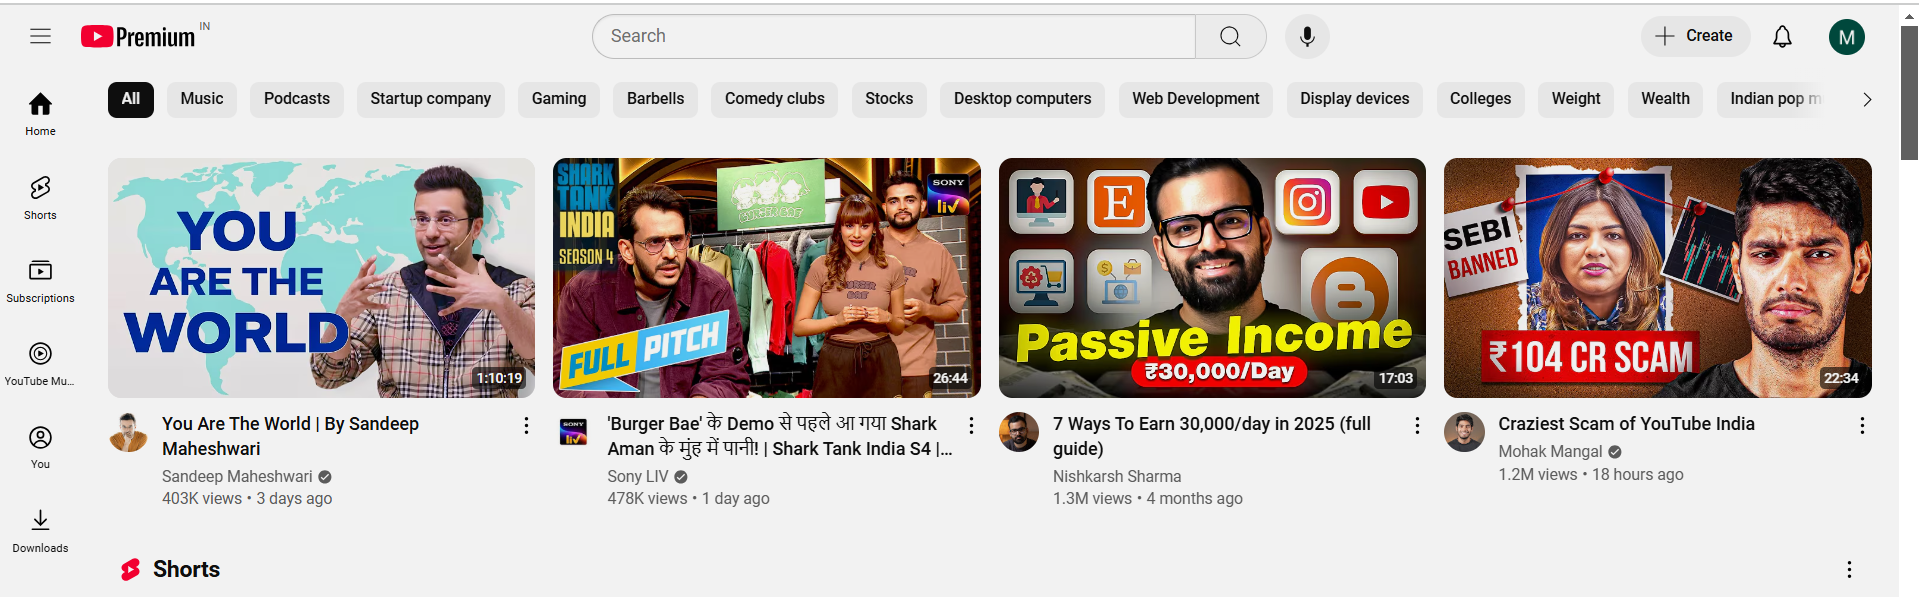 Premium IN
Search
Create
M
Home
Shorts
Subscriptions
YouTube Mu...
You
Downloads
All
Music
Podcasts
Startup company
Gaming
Barbells
Comedy clubs
Stocks
Desktop computers
Web Development
Display devices
Colleges
Weight
Wealth
Indian pop m
YOU
ARE THE
WORLD
1:10:19
You Are The World | By Sandeep
Maheshwari
Sandeep Maheshwari
403K views • 3 days ago
SHARK
TANK
INDIA
SEASON 4
BURGER BAE
SONY
liv
BURGER
BAE
FULL PITCH
26:44
SONY
liv
'Burger Bae' के Demo से पहले आ गया Shark
Aman के मुंह में पानी! | Shark Tank India S4 |...
Sony LIV
478K views • 1 day ago
E
B
Passive Income
₹30,000/Day
17:03
7 Ways To Earn 30,000/day in 2025 (full
guide)
Nishkarsh Sharma
1.3M views • 4 months ago
SEBI
BANNED
₹104 CR SCAM
22:34
Craziest Scam of YouTube India
Mohak Mangal
1.2M views • 18 hours ago
Shorts